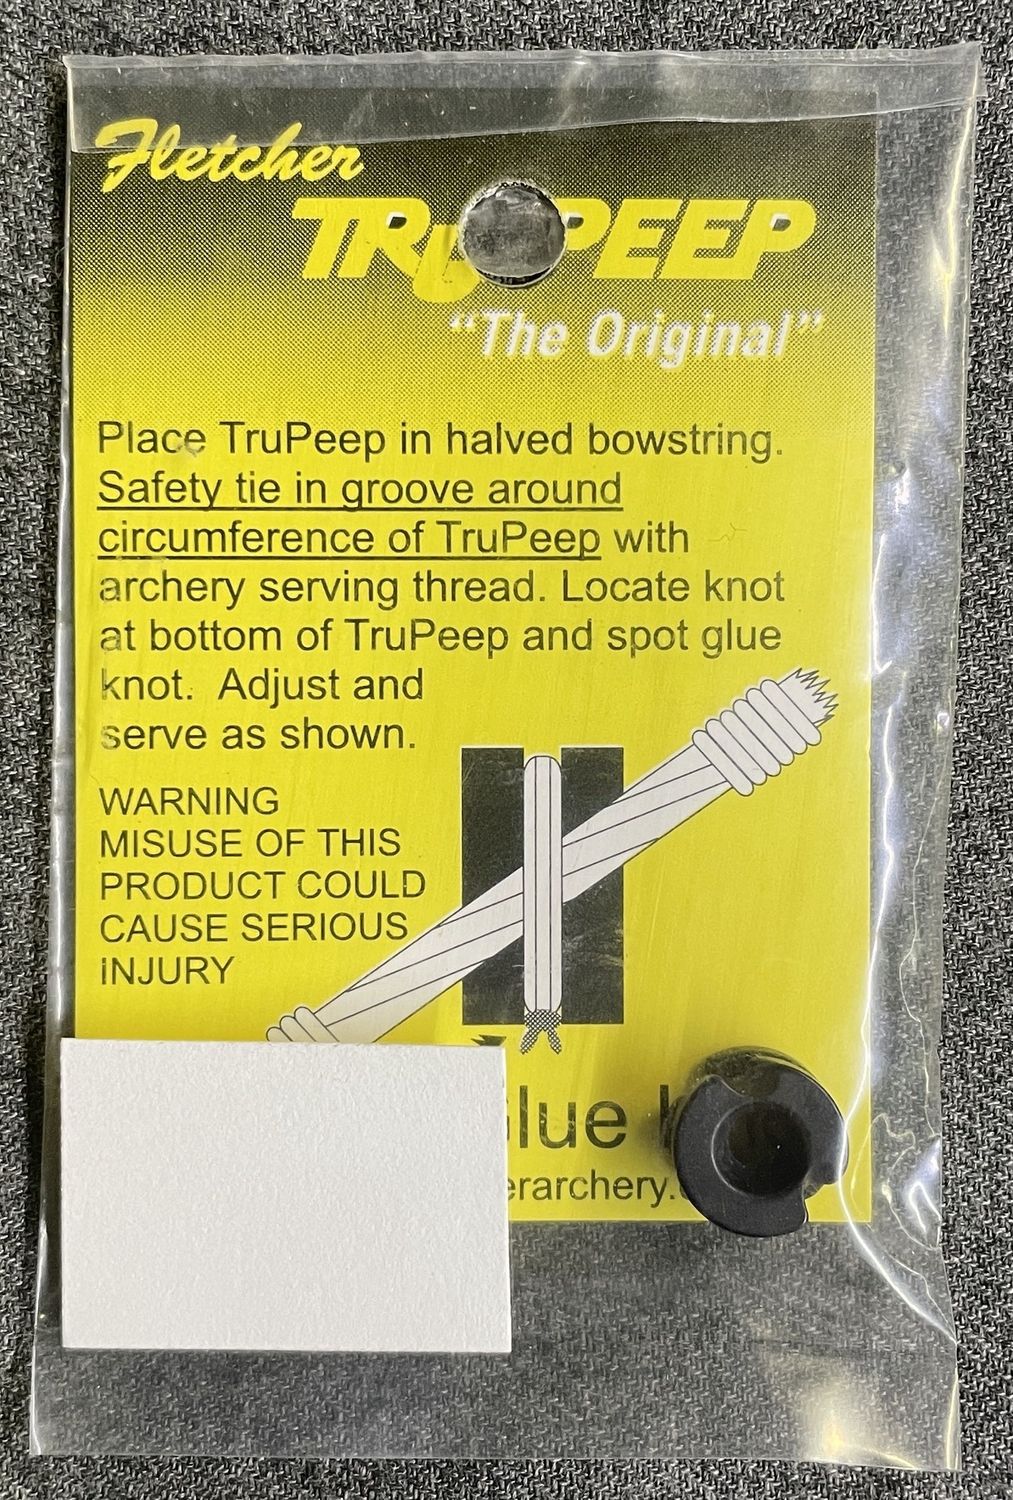 Fletcher
TRUPEEP
"The Original"
Place TruPeep in halved bowstring.
Safety tie in groove around
circumference of TruPeep with
archery serving thread. Locate knot
at bottom of TruPeep and spot glue
knot. Adjust and
serve as shown.
WARNING
MISUSE OF THIS
PRODUCT COULD
CAUSE SERIOUS
INJURY
Glue